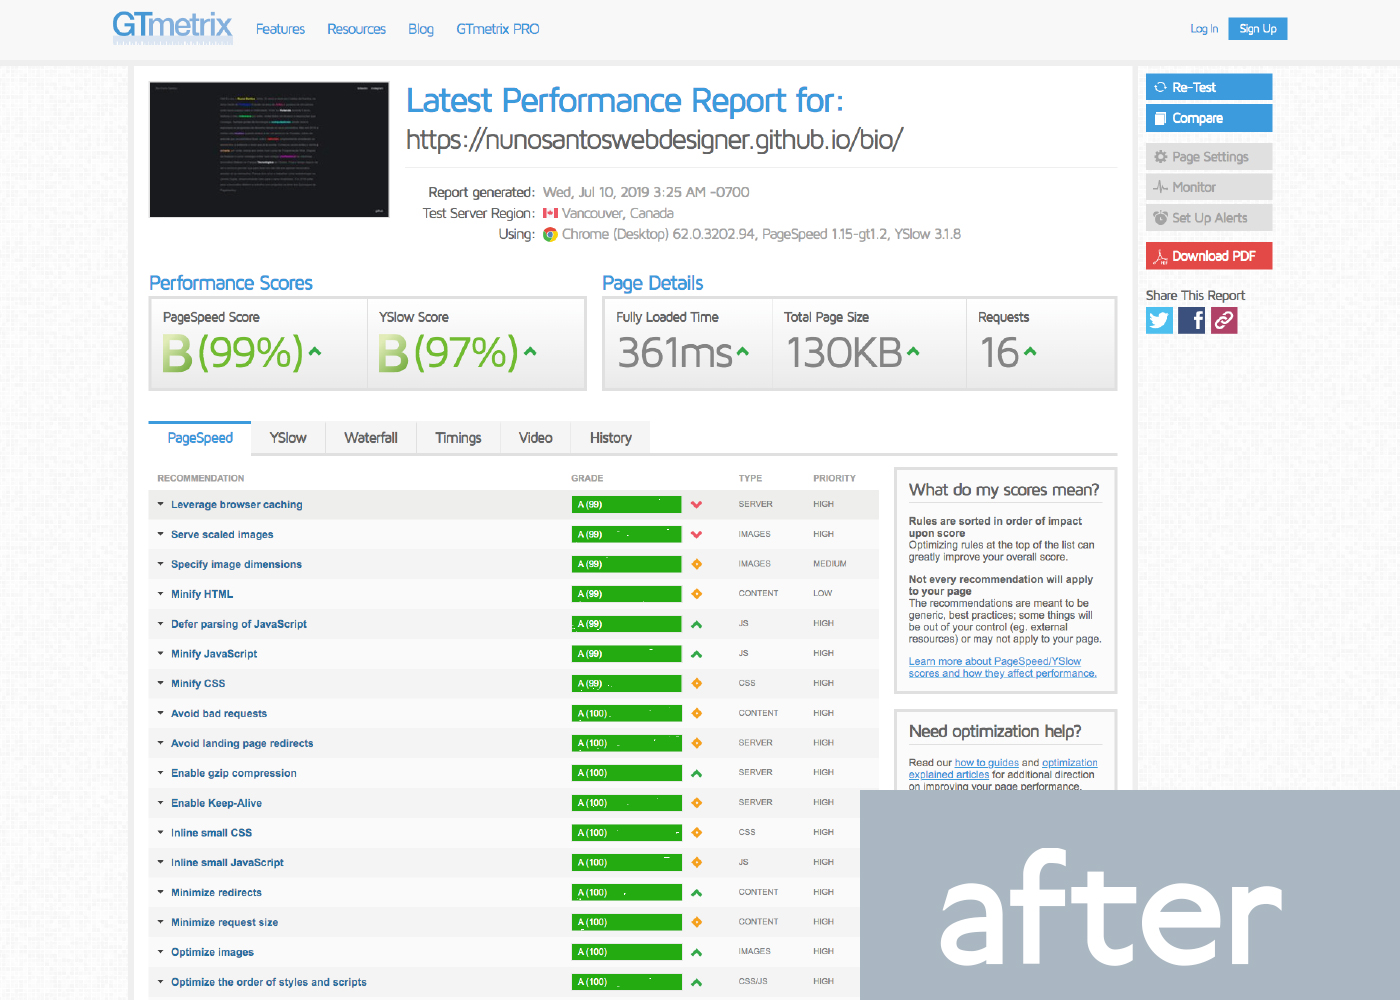 GTmetrix
Features
Resources
Blog
GTmetrix PRO
Log In
Sign Up
Latest Performance Report for:
https://nunosantoswebdesigner.github.io/bio/
Report generated: Wed, Jul 10, 2019 3:25 AM -0700
Test Server Region: Vancouver, Canada
Using: Chrome (Desktop) 62.0.3202.94, PageSpeed 1.15-gt1.2, YSlow 3.1.8
Re-Test
Compare
Page Settings
Monitor
Set Up Alerts
Download PDF
Share This Report
Performance Scores
PageSpeed Score
B (99%)
YSlow Score
B (97%)
Page Details
Fully Loaded Time
361ms
Total Page Size
130KB
Requests
16
PageSpeed
YSlow
Waterfall
Timings
Video
History
RECOMMENDATION GRADE TYPE PRIORITY
Leverage browser caching A (99) SERVER HIGH
Serve scaled images A (99) IMAGES HIGH
Specify image dimensions A (99) IMAGES MEDIUM
Minify HTML A (99) CONTENT LOW
Defer parsing of JavaScript A (99) JS HIGH
Minify JavaScript A (99) JS HIGH
Minify CSS A (99) CSS HIGH
Avoid bad requests A (100) CONTENT HIGH
Avoid landing page redirects A (100) SERVER HIGH
Enable gzip compression A (100) SERVER HIGH
Enable Keep-Alive A (100) SERVER HIGH
Inline small CSS A (100) CSS HIGH
Inline small JavaScript A (100) JS HIGH
Minimize redirects A (100) CONTENT HIGH
Minimize request size A (100) CONTENT HIGH
Optimize images A (100) IMAGES HIGH
Optimize the order of styles and scripts A (100) CSS/JS HIGH
What do my scores mean?
Rules are sorted in order of impact
upon score
Optimizing rules at the top of the list can
greatly improve your overall score.
Not every recommendation will apply
to your page
The recommendations are meant to be
generic, best practices; some things will
be out of your control (eg. external
resources) or may not apply to your page.
Learn more about PageSpeed/YSlow
scores and how they affect performance.
Need optimization help?
Read our how to guides and optimization
explained articles for additional direction
on improving your page performance.
after